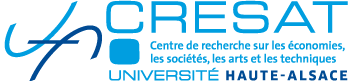 CRESAT
Centre de recherche sur les économies,
les sociétés, les arts et les techniques
UNIVERSITÉ HAUTE-ALSACE